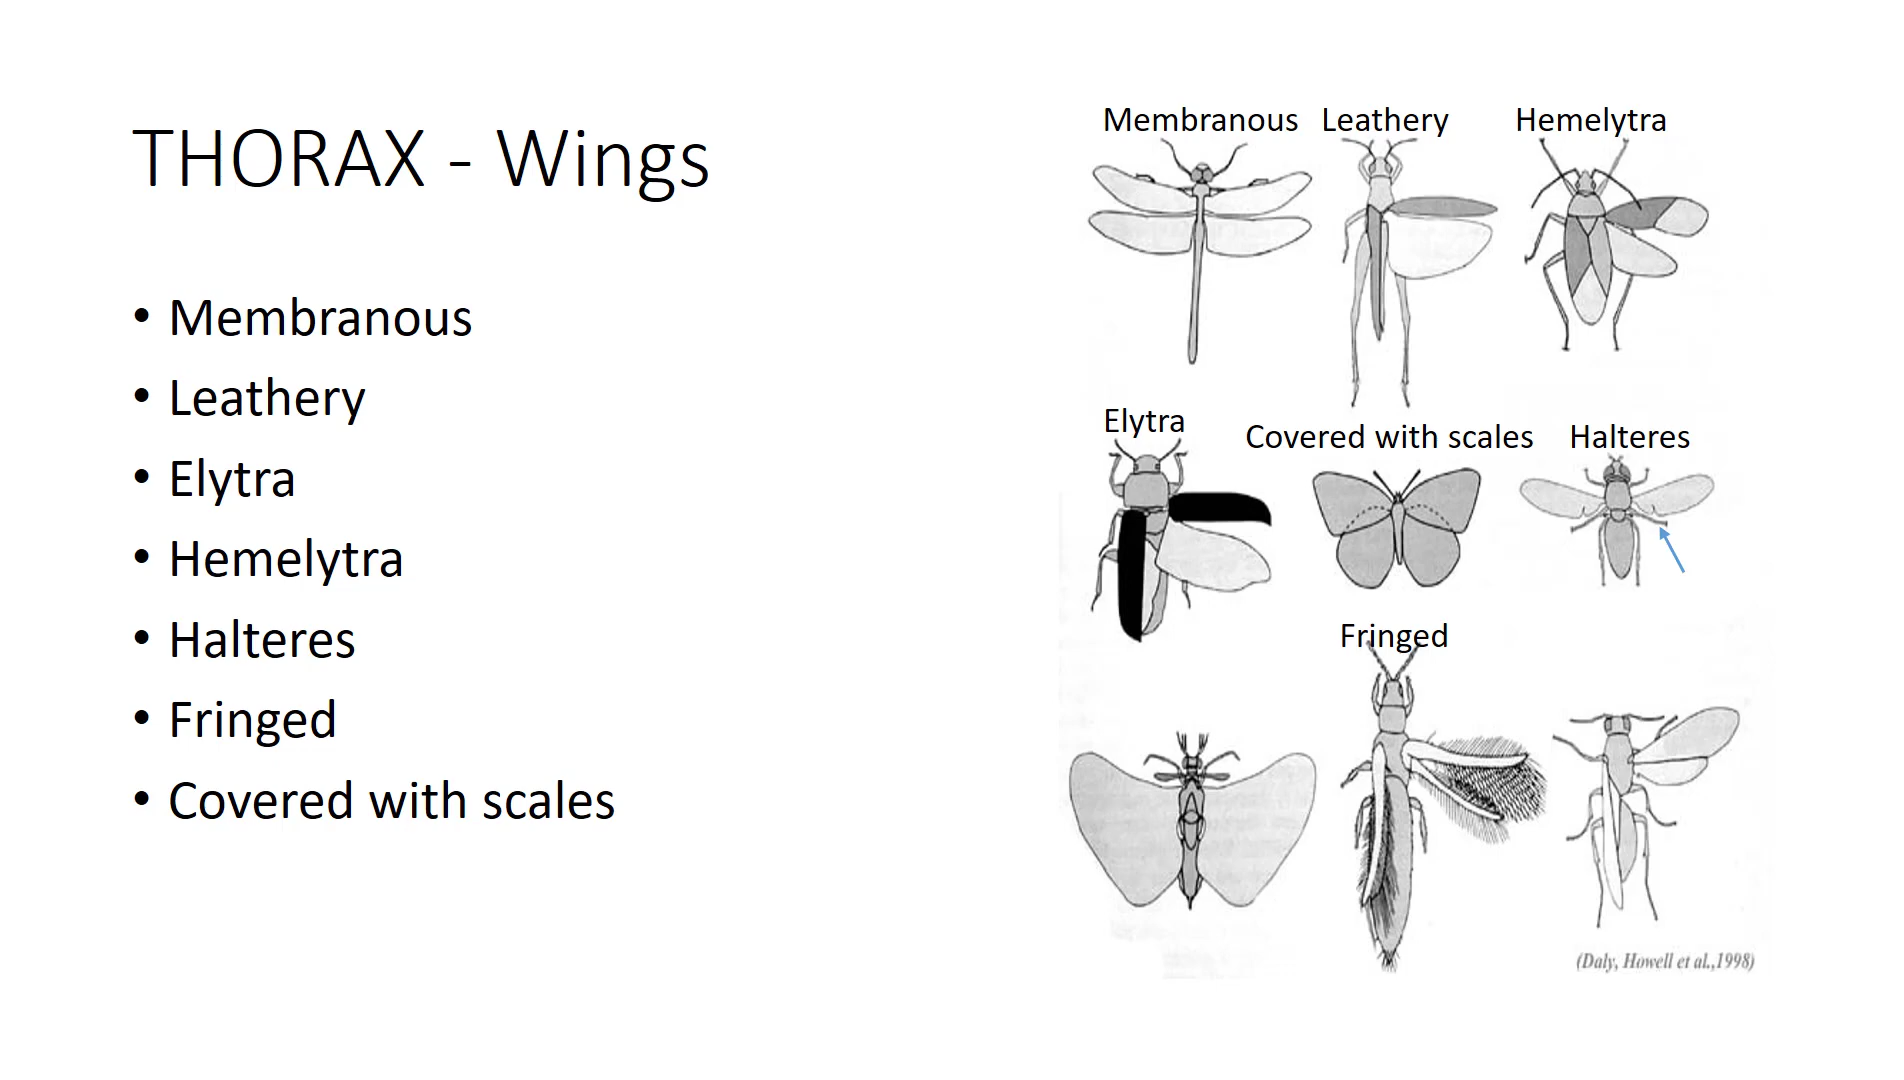 THORAX - Wings
• Membranous
• Leathery
• Elytra
• Hemelytra
• Halteres
• Fringed
• Covered with scales
Membranous Leathery Hemelytra
Elytra
Covered with scales Halteres
Fringed
(Daly, Howell et al.,1998)